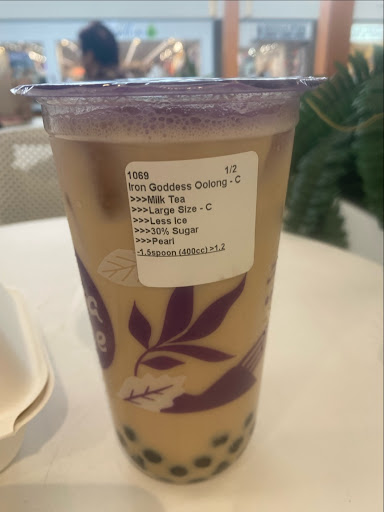 1069 1/2
Iron Goddess Oolong - C
>>>Milk Tea
>>>Large Size - C
>>>Less Ice
>>>30% Sugar
>>>Pearl
-1.5spoon (400cc) >1.2